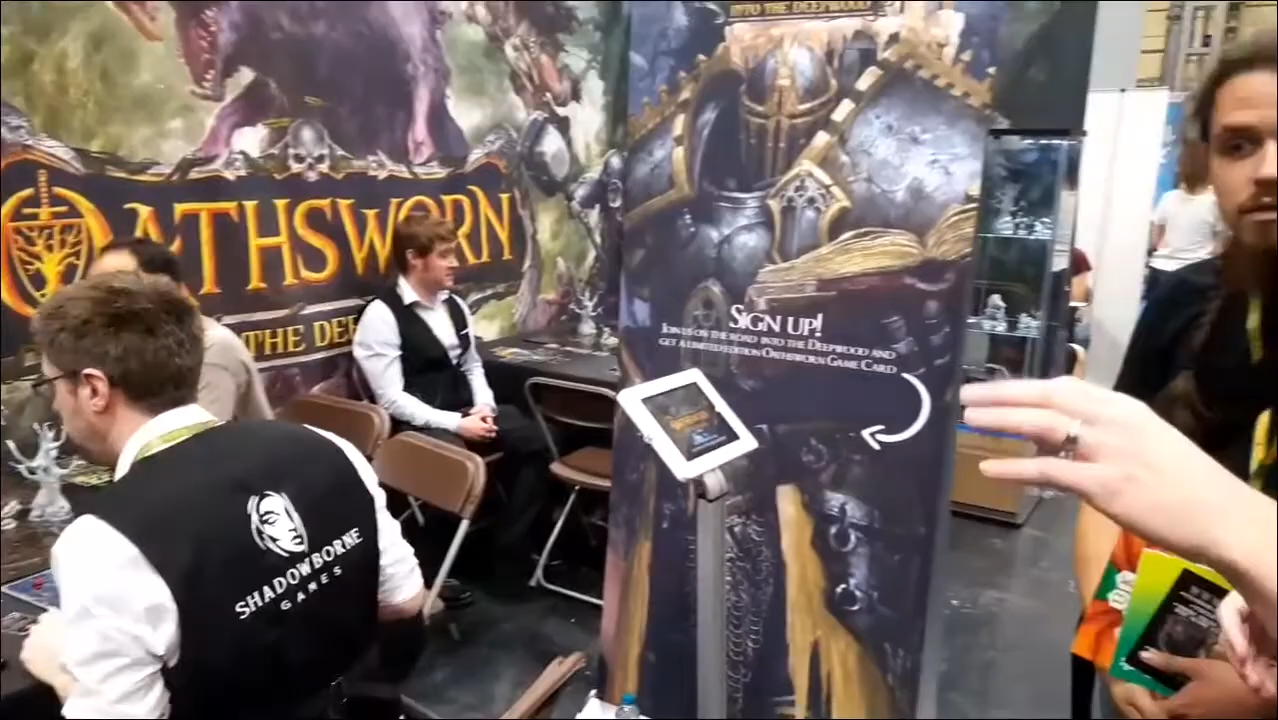 INTO THE DEEPWOOD
OATHSWORN
THE DEE
SIGN UP!
JOIN US ON THE ROAD INTO THE DEEPWOOD AND
GET A LIMITED EDITION OATHSWORN GAME CARD
SHADOWBORNE
GAMES